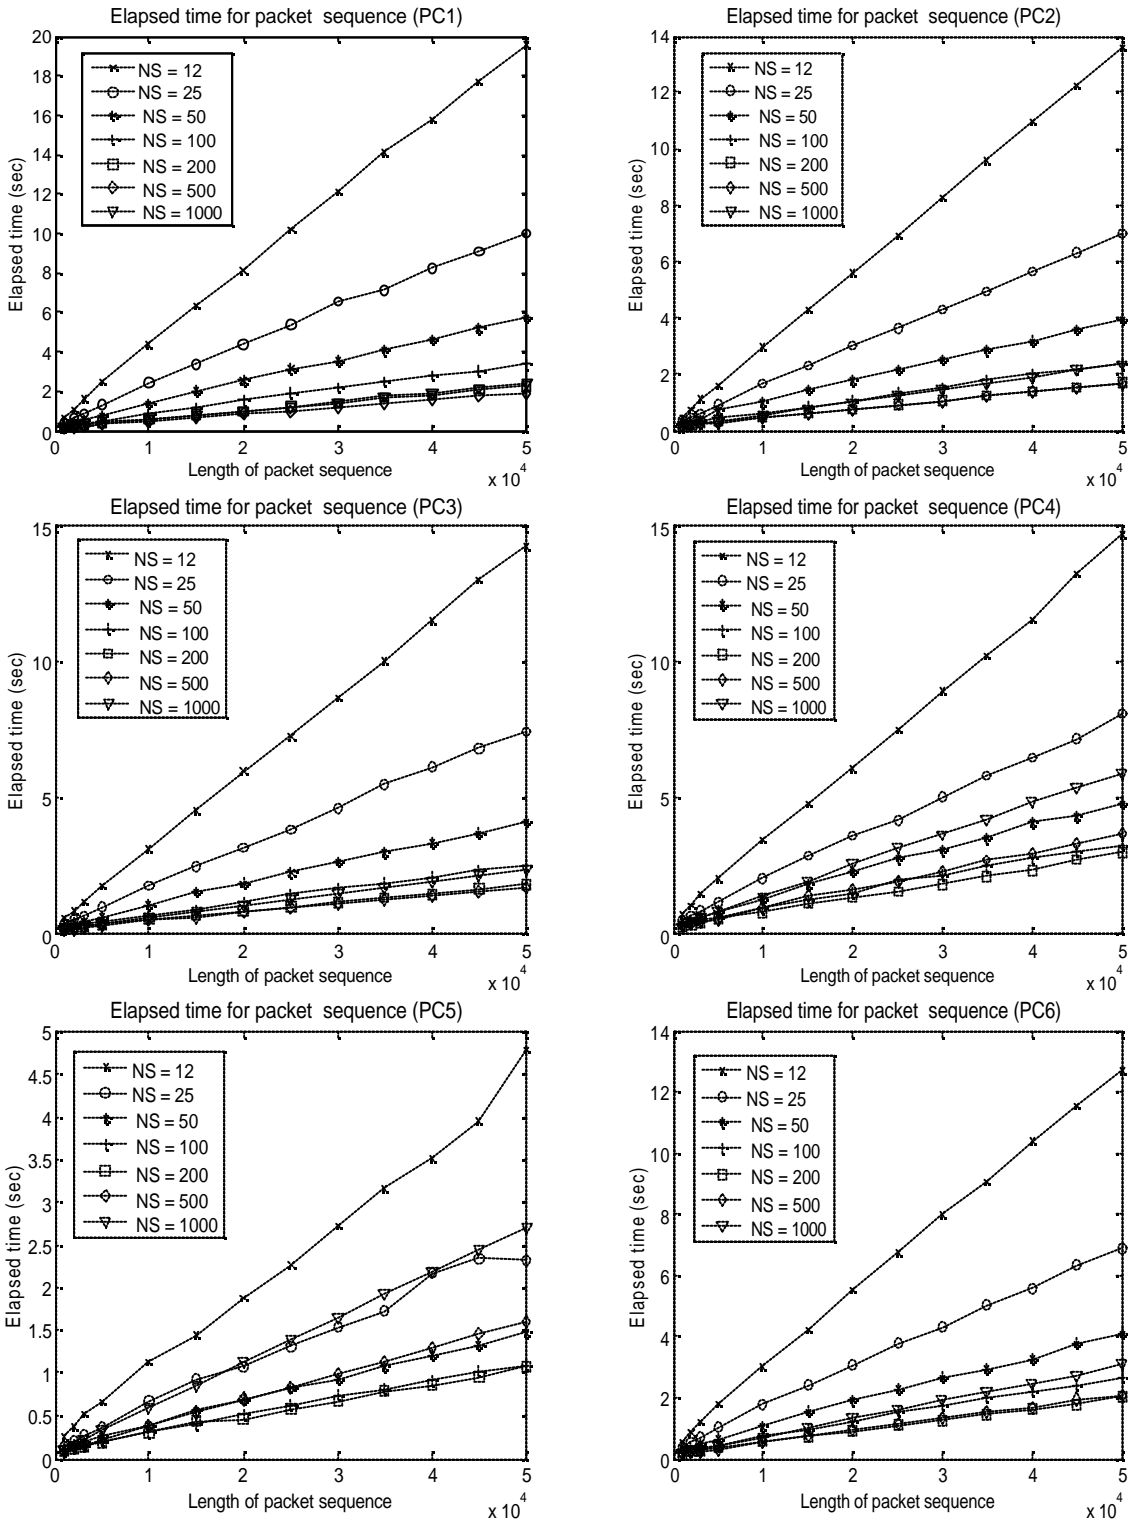 Elapsed time for packet sequence (PC1)
20
18
16
14
12
10
8
6
4
2
0
Elapsed time (sec)
NS = 12
NS = 25
NS = 50
NS = 100
NS = 200
NS = 500
NS = 1000
0 1 2 3 4 5
Length of packet sequence
x 10^4
Elapsed time for packet sequence (PC2)
14
12
10
8
6
4
2
0
Elapsed time (sec)
NS = 12
NS = 25
NS = 50
NS = 100
NS = 200
NS = 500
NS = 1000
0 1 2 3 4 5
Length of packet sequence
x 10^4
Elapsed time for packet sequence (PC3)
15
10
5
0
Elapsed time (sec)
NS = 12
NS = 25
NS = 50
NS = 100
NS = 200
NS = 500
NS = 1000
0 1 2 3 4 5
Length of packet sequence
x 10^4
Elapsed time for packet sequence (PC4)
15
10
5
0
Elapsed time (sec)
NS = 12
NS = 25
NS = 50
NS = 100
NS = 200
NS = 500
NS = 1000
0 1 2 3 4 5
Length of packet sequence
x 10^4
Elapsed time for packet sequence (PC5)
5
4.5
4
3.5
3
2.5
2
1.5
1
0.5
0
Elapsed time (sec)
NS = 12
NS = 25
NS = 50
NS = 100
NS = 200
NS = 500
NS = 1000
0 1 2 3 4 5
Length of packet sequence
x 10^4
Elapsed time for packet sequence (PC6)
14
12
10
8
6
4
2
0
Elapsed time (sec)
NS = 12
NS = 25
NS = 50
NS = 100
NS = 200
NS = 500
NS = 1000
0 1 2 3 4 5
Length of packet sequence
x 10^4